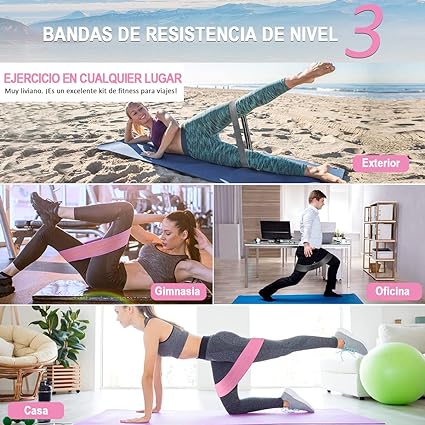 BANDAS DE RESISTENCIA DE NIVEL 3
EJERCICIO EN CUALQUIER LUGAR
Muy liviano. ¡Es un excelente kit de fitness para viajes!
Exterior
Gimnasia
Oficina
Casa